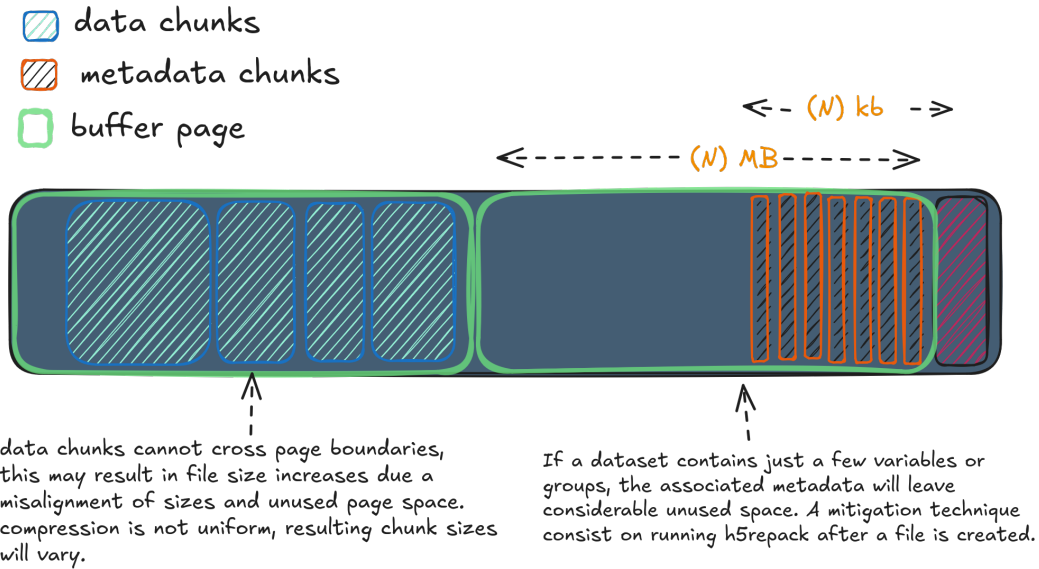 data chunks
metadata chunks
buffer page
(N) kb
(N) MB
data chunks cannot cross page boundaries,
this may result in file size increases due a
misalignment of sizes and unused page space.
compression is not uniform, resulting chunk sizes
will vary.
If a dataset contains just a few variables or
groups, the associated metadata will leave
considerable unused space. A mitigation technique
consist on running h5repack after a file is created.